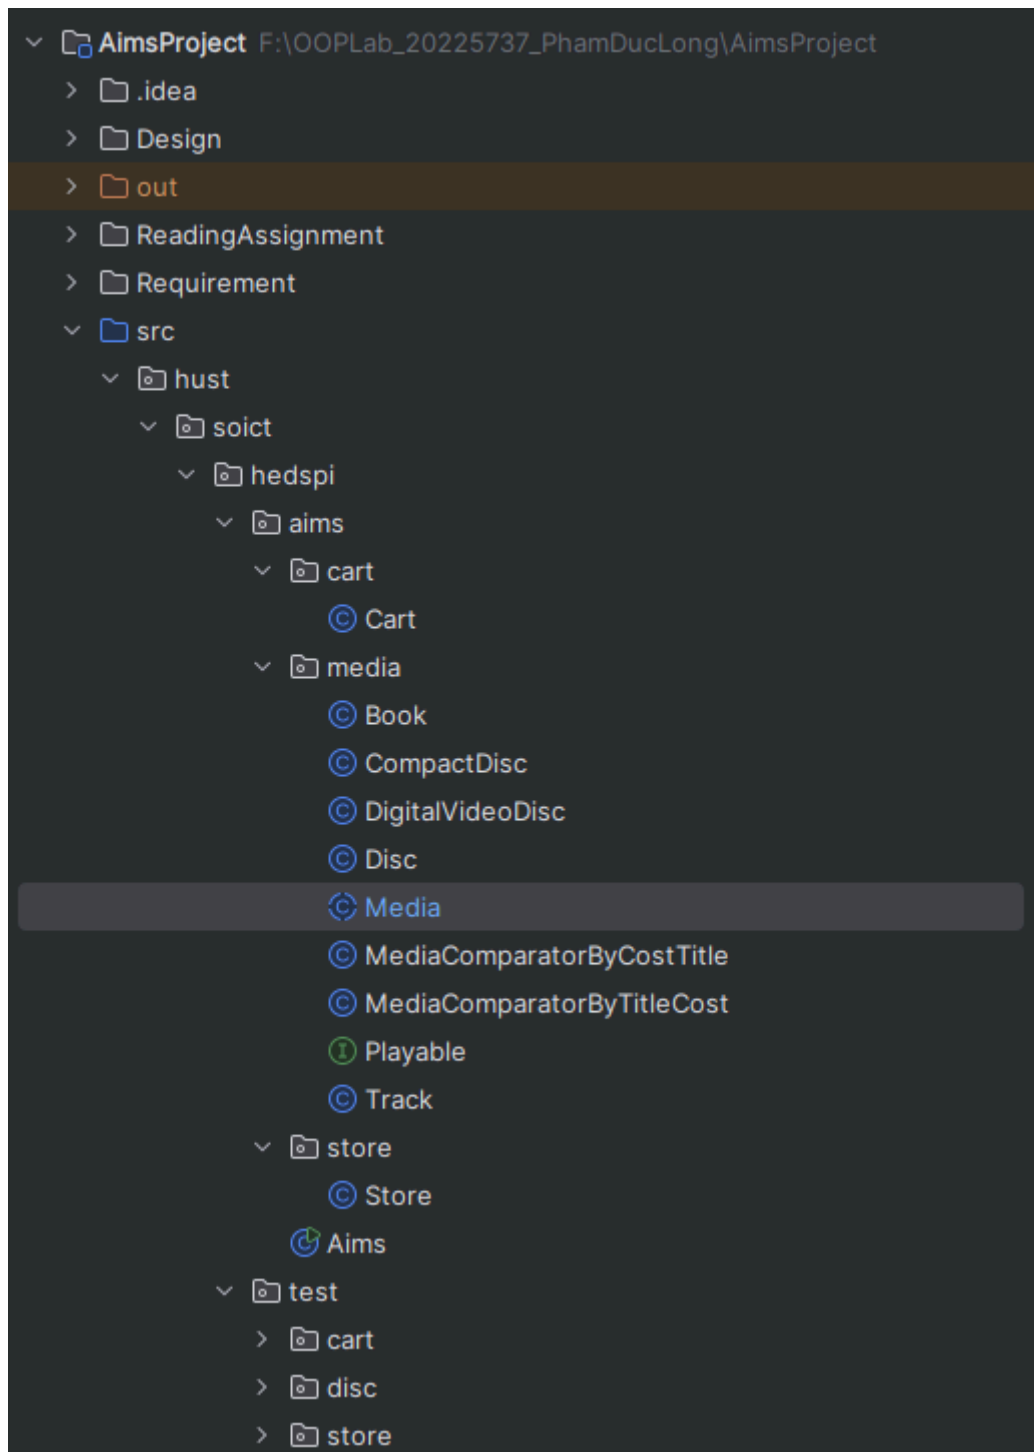 AimsProject F:\OOPLab_20225737_PhamDucLong\AimsProject
.idea
Design
out
ReadingAssignment
Requirement
src
hust
soict
hedspi
aims
cart
Cart
media
Book
CompactDisc
DigitalVideoDisc
Disc
Media
MediaComparatorByCostTitle
MediaComparatorByTitleCost
Playable
Track
store
Store
Aims
test
cart
disc
store